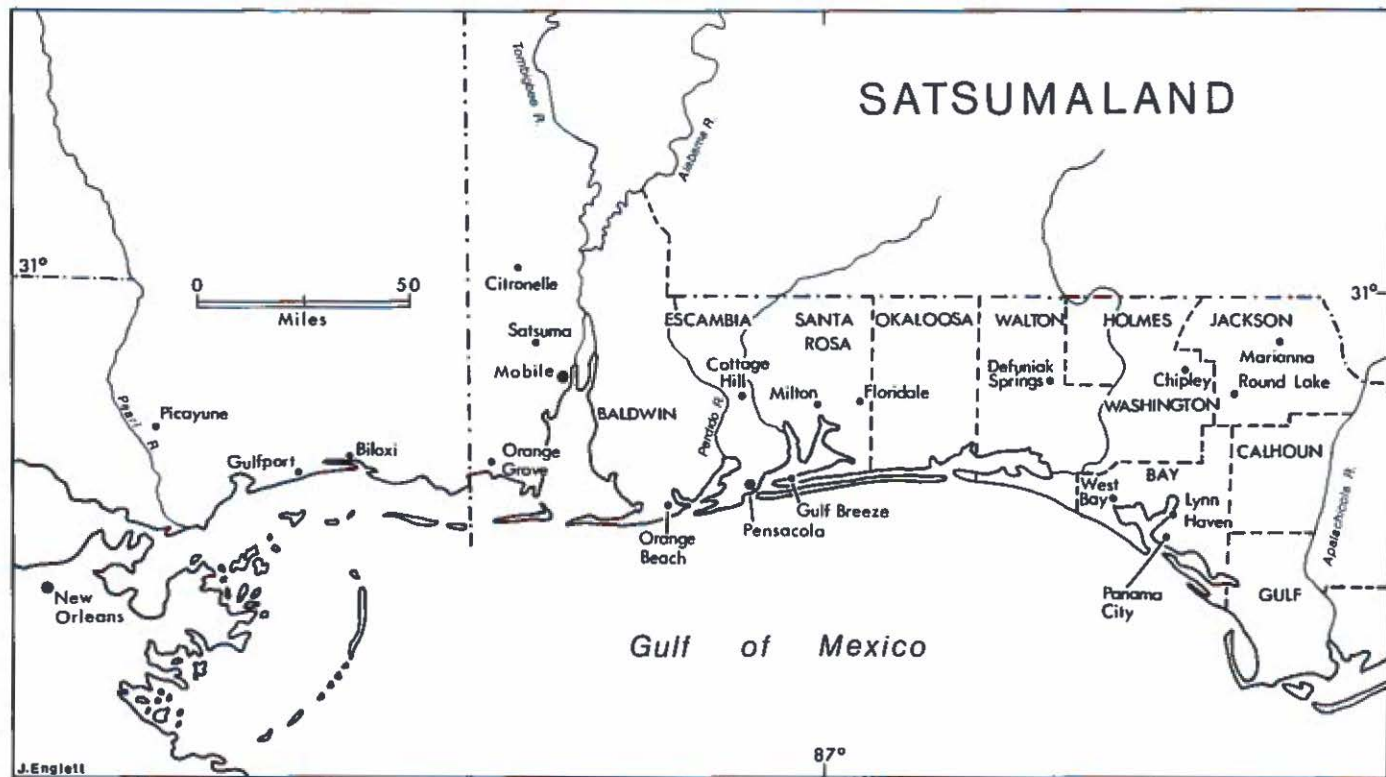 SATSUMALAND
Tombigbee R.
Alabama R.
31°
0 50
Miles
Citronelle
Satsuma
Mobile
31°
ESCAMBIA
SANTA
ROSA
OKALOOSA
WALTON
HOLMES
JACKSON
Cottage
Hill
Milton
Floridale
Defuniak
Springs
Chipley
Marianna
Round Lake
WASHINGTON
Pearl R.
Picayune
Gulfport
Biloxi
Orange
Grove
BALDWIN
Perdido R.
CALHOUN
BAY
West
Bay
Lynn
Haven
Apalachicola R.
Gulf Breeze
Pensacola
Orange
Beach
Panama
City
GULF
New
Orleans
Gulf of Mexico
87°
J.Englett